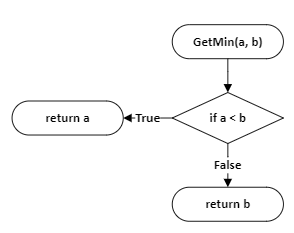 GetMin(a, b)
return a
True
if a < b
False
return b